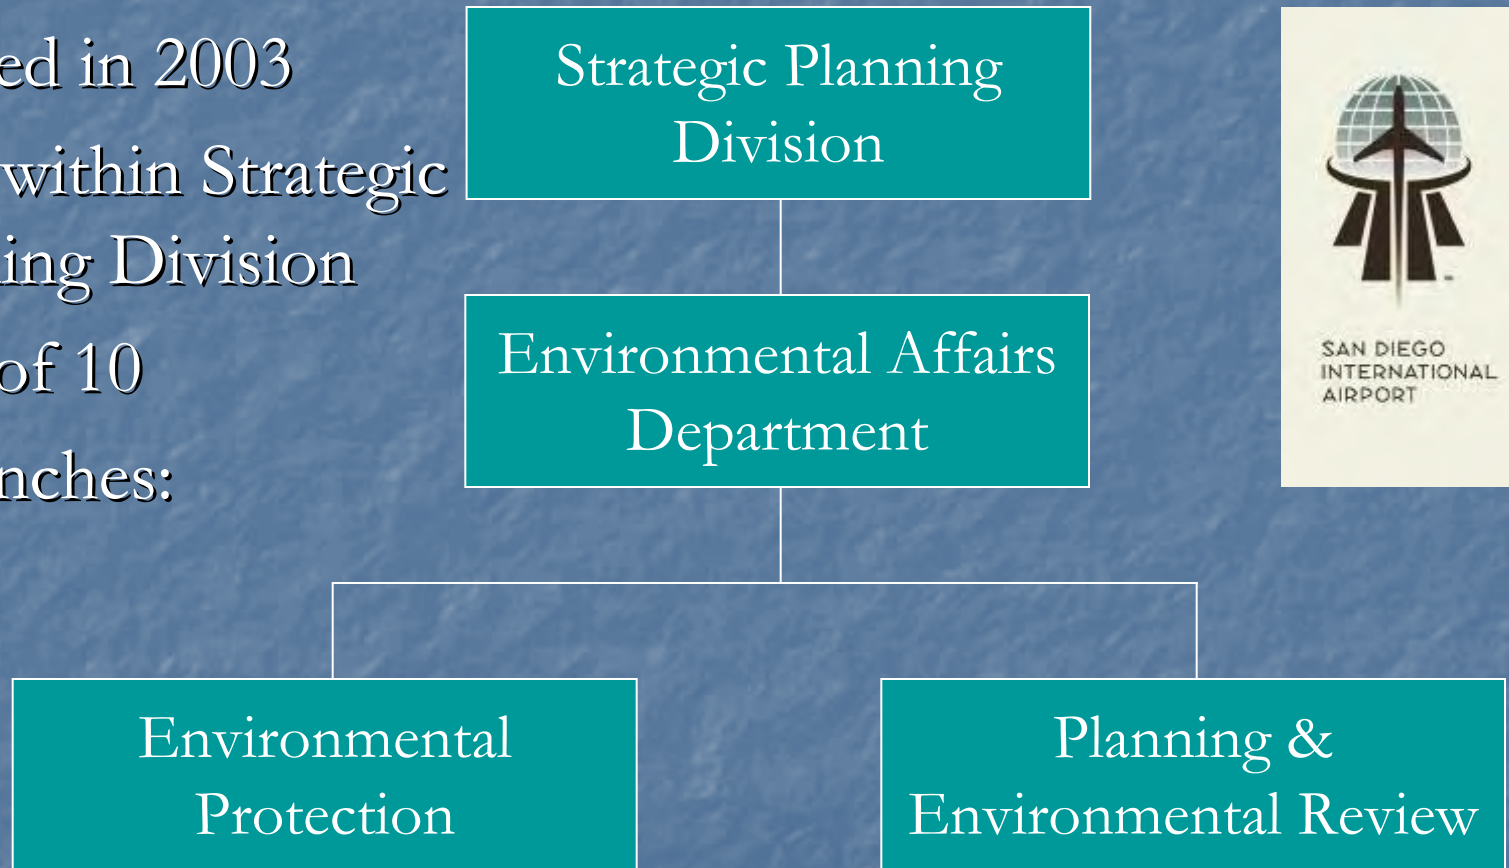 ed in 2003
within Strategic
ing Division
of 10
nches:
Strategic Planning
Division
Environmental Affairs
Department
Environmental
Protection
Planning &
Environmental Review
SAN DIEGO
INTERNATIONAL
AIRPORT